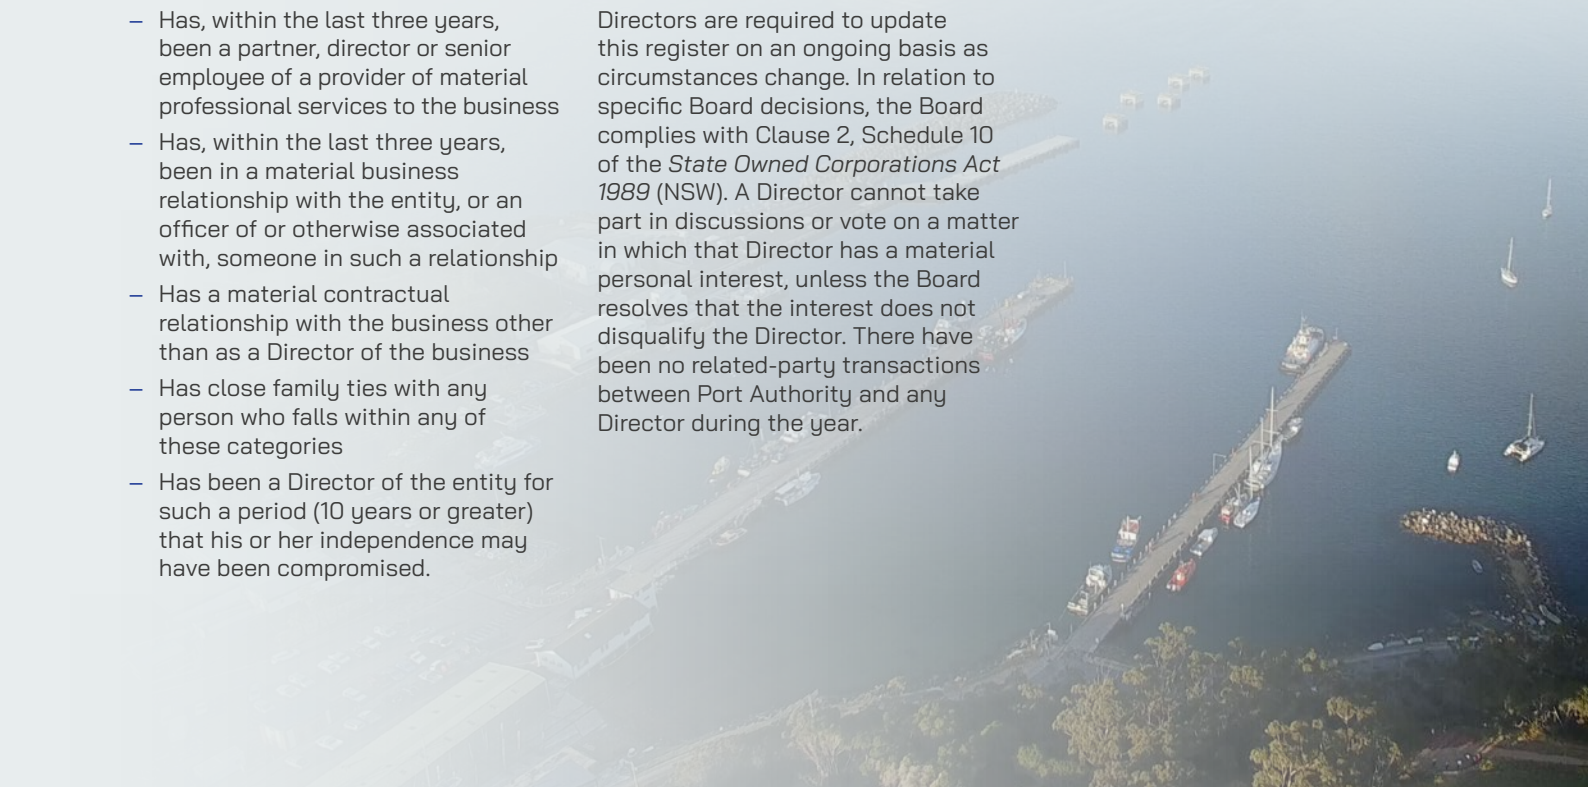 – Has, within the last three years,
been a partner, director or senior
employee of a provider of material
professional services to the business
– Has, within the last three years,
been in a material business
relationship with the entity, or an
officer of or otherwise associated
with, someone in such a relationship
– Has a material contractual
relationship with the business other
than as a Director of the business
– Has close family ties with any
person who falls within any of
these categories
– Has been a Director of the entity for
such a period (10 years or greater)
that his or her independence may
have been compromised.
Directors are required to update
this register on an ongoing basis as
circumstances change. In relation to
specific Board decisions, the Board
complies with Clause 2, Schedule 10
of the State Owned Corporations Act
1989 (NSW). A Director cannot take
part in discussions or vote on a matter
in which that Director has a material
personal interest, unless the Board
resolves that the interest does not
disqualify the Director. There have
been no related-party transactions
between Port Authority and any
Director during the year.